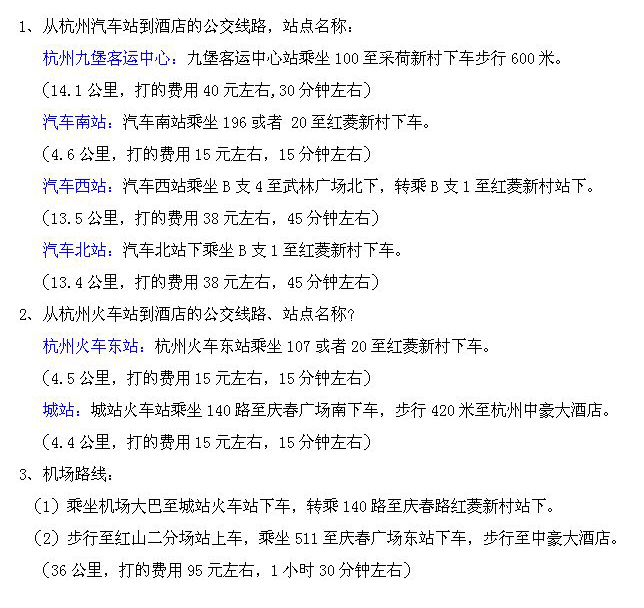 1、从杭州汽车站到酒店的公交线路，站点名称：
杭州九堡客运中心：九堡客运中心站乘坐 100 至采荷新村下车步行 600 米。
（14.1 公里，打的费用 40 元左右,30 分钟左右）
汽车南站：汽车南站乘坐 196 或者 20 至红菱新村下车。
（4.6 公里，打的费用 15 元左右，15 分钟左右）
汽车西站：汽车西站乘坐 B 支 4 至武林广场北下，转乘 B 支 1 至红菱新村站下。
（13.5 公里，打的费用 38 元左右，45 分钟左右）
汽车北站：汽车北站下乘坐 B 支 1 至红菱新村下车。
（13.4 公里，打的费用 38 元左右，45 分钟左右）
2、从杭州火车站到酒店的公交线路、站点名称?
杭州火车东站：杭州火车东站乘坐 107 或者 20 至红菱新村下车。
（4.5 公里，打的费用 15 元左右，15 分钟左右）
城站：城站火车站乘坐 140 路至庆春广场南下车，步行 420 米至杭州中豪大酒店。
（4.4 公里，打的费用 15 元左右，15 分钟左右）
3、机场路线：
（1）乘坐机场大巴至城站火车站下车，转乘 140 路至庆春路红菱新村站下。
（2）步行至红山二分场站上车，乘坐 511 至庆春广场东站下车，步行至中豪大酒店。
（36 公里，打的费用 95 元左右，1 小时 30 分钟左右）